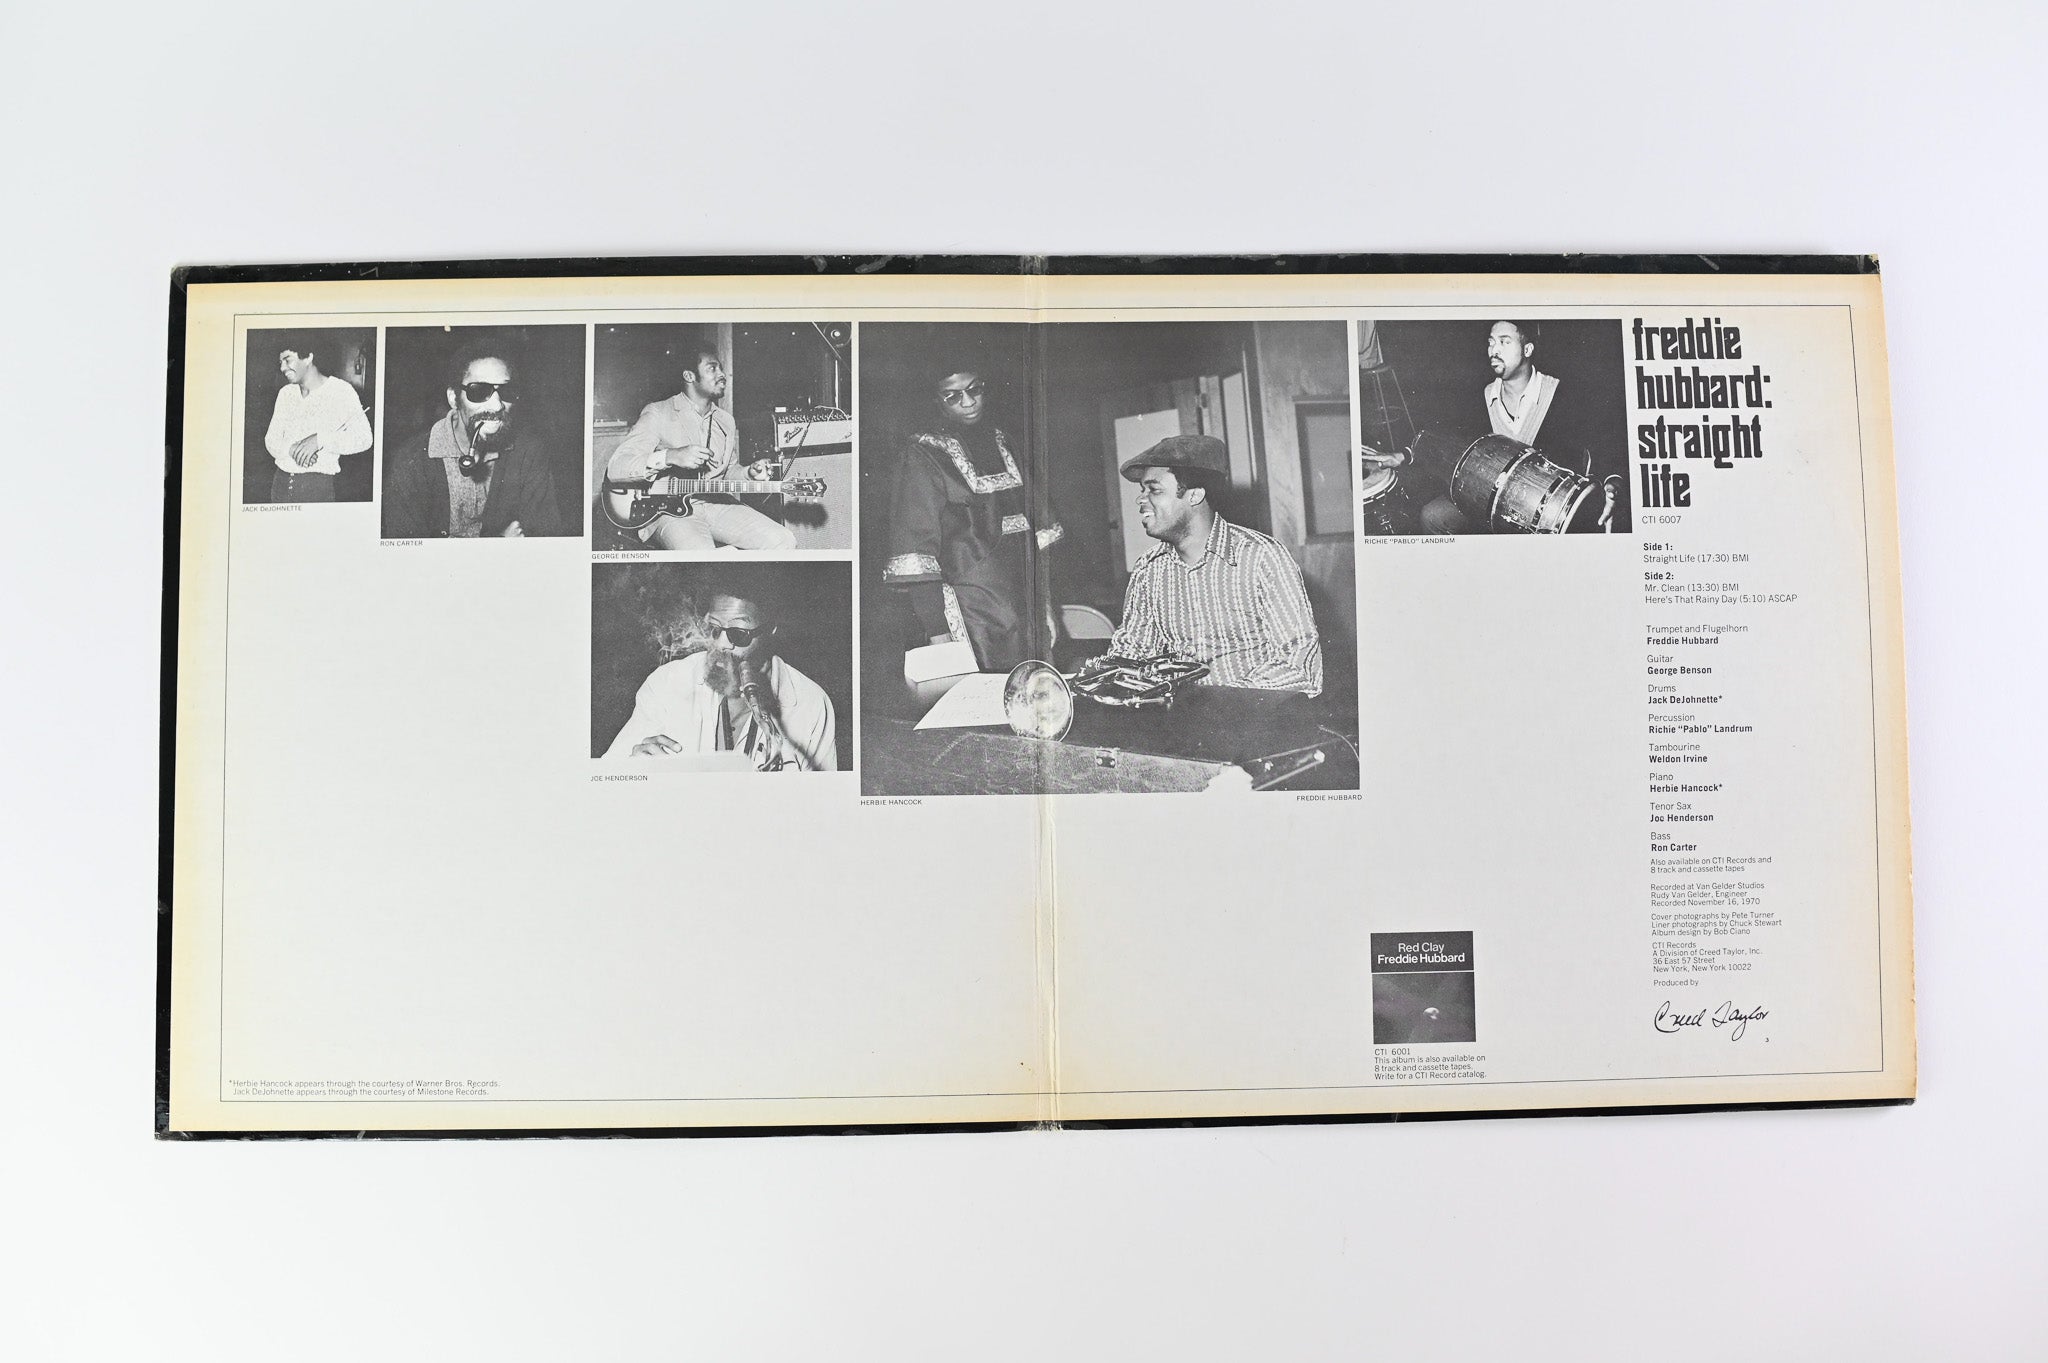 JACK DeJOHNETTE
RON CARTER
GEORGE BENSON
JOE HENDERSON
HERBIE HANCOCK
FREDDIE HUBBARD
RICHIE "PABLO" LANDRUM
freddie
hubbard:
straight
life
CTI 6007
Side 1:
Straight Life (17:30) BMI
Side 2:
Mr. Clean (13:30) BMI
Here's That Rainy Day (5:10) ASCAP
Trumpet and Flugelhorn
Freddie Hubbard
Guitar
George Benson
Drums
Jack DeJohnette*
Percussion
Richie "Pablo" Landrum
Tambourine
Weldon Irvine
Piano
Herbie Hancock*
Tenor Sax
Joe Henderson
Bass
Ron Carter
Also available on CTI Records and
8 track and cassette tapes
Recorded at Van Gelder Studios
Rudy Van Gelder, Engineer
Recorded November 16, 1970
Cover photographs by Pete Turner
Liner photographs by Chuck Stewart
Album design by Bob Ciano
CTI Records
A Division of Creed Taylor, Inc.
36 East 57 Street
New York, New York 10022
Produced by
Creed Taylor
3
Red Clay
Freddie Hubbard
CTI 6001
This album is also available on
8 track and cassette tapes.
Write for a CTI Record catalog.
*Herbie Hancock appears through the courtesy of Warner Bros. Records.
Jack DeJohnette appears through the courtesy of Milestone Records.